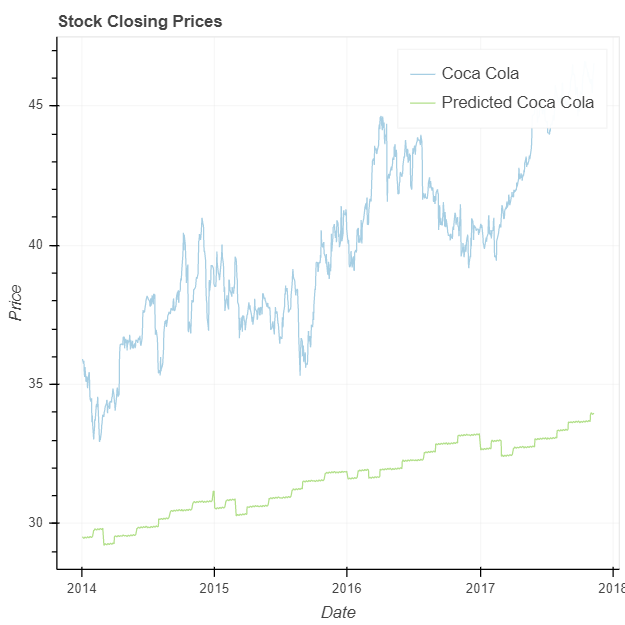 Stock Closing Prices
Coca Cola
Predicted Coca Cola
45
40
35
30
Price
2014
2015
2016
2017
2018
Date